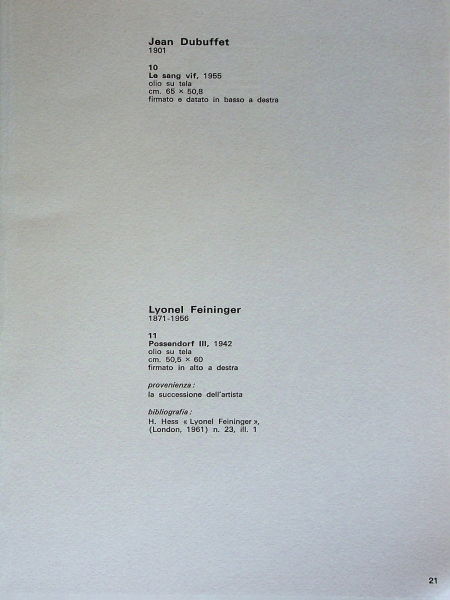 Jean Dubuffet
1901
10
Le sang vif, 1955
olio su tela
cm. 65 × 50,8
firmato e datato in basso a destra
Lyonel Feininger
1871-1956
11
Possendorf III, 1942
olio su tela
cm. 50,5 × 60
firmato in alto a destra
provenienza:
la successione dell'artista
bibliografia:
H. Hess « Lyonel Feininger »,
(London, 1961) n. 23, ill. 1
21